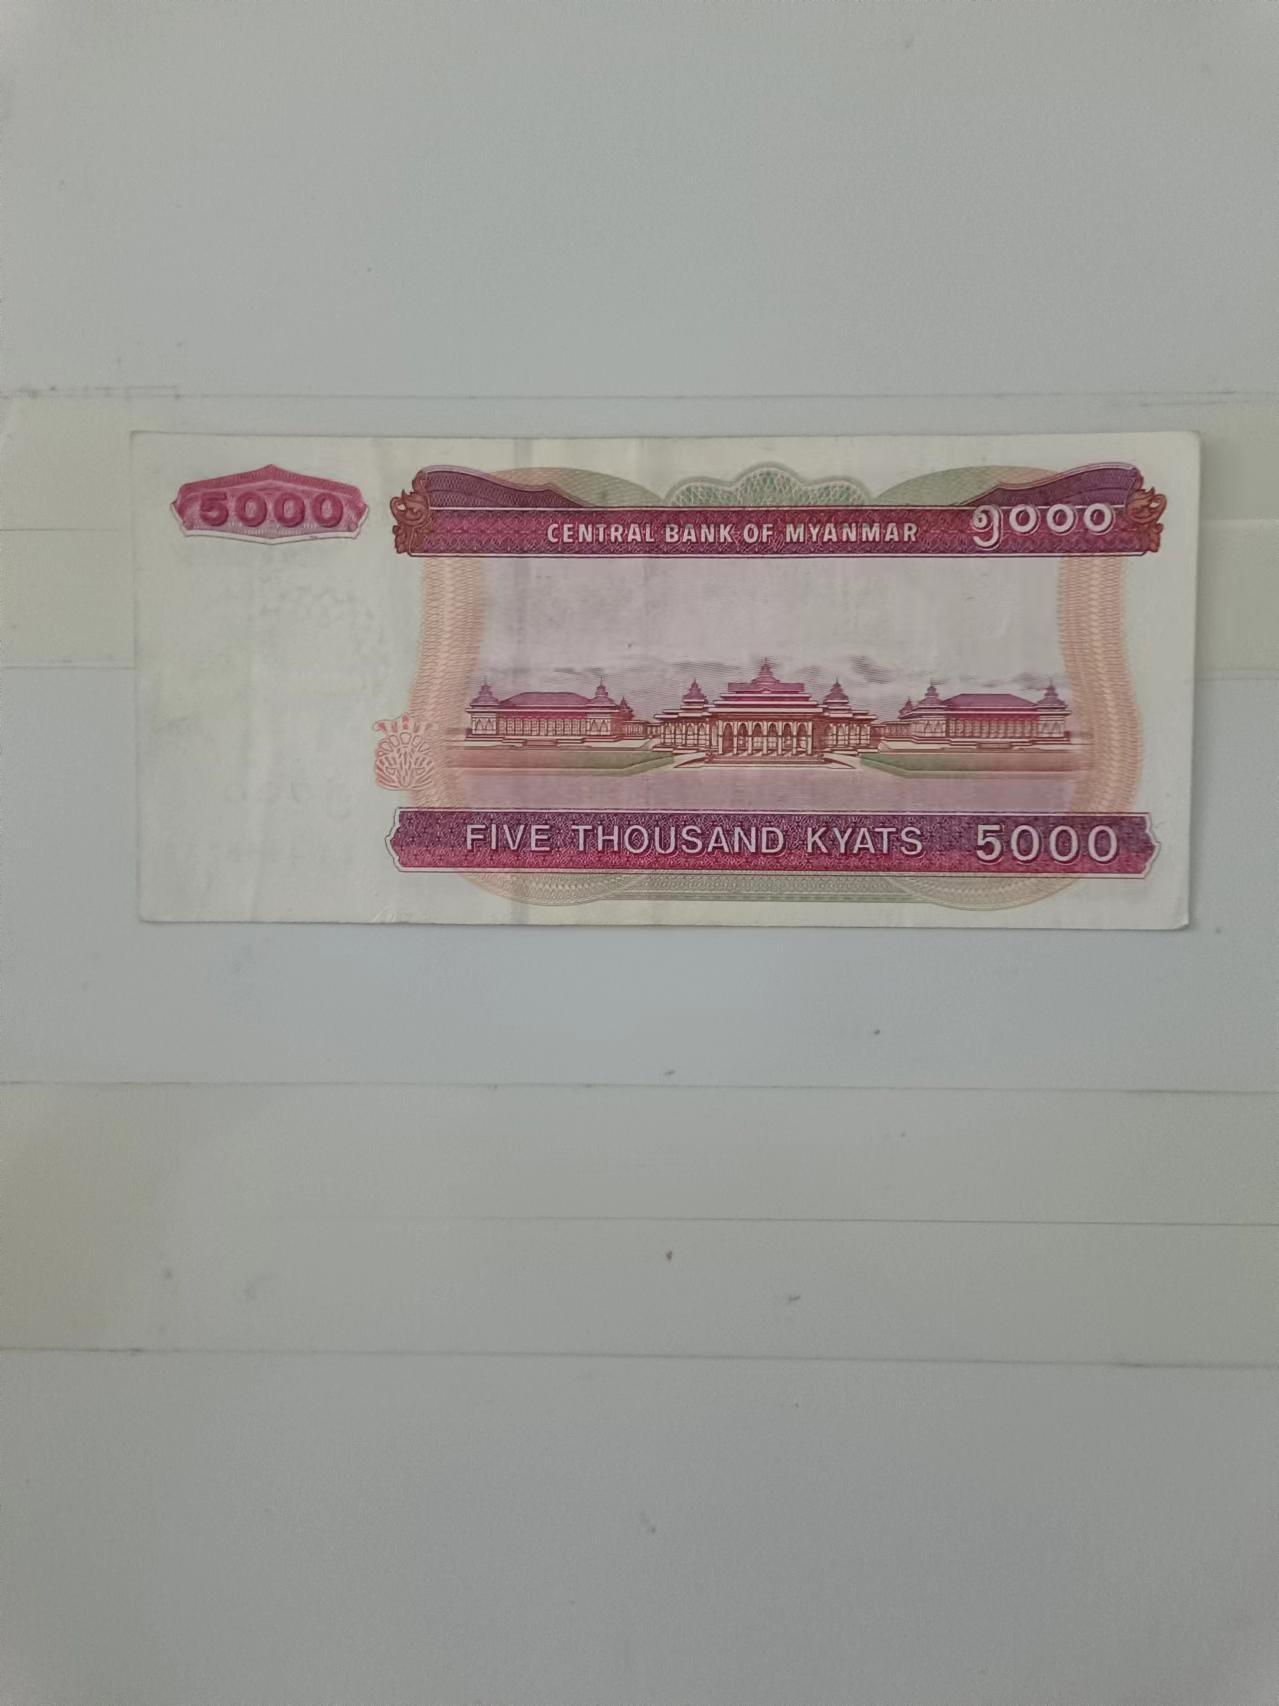 5000
CENTRAL BANK OF MYANMAR ၅၀၀၀
FIVE THOUSAND KYATS 5000